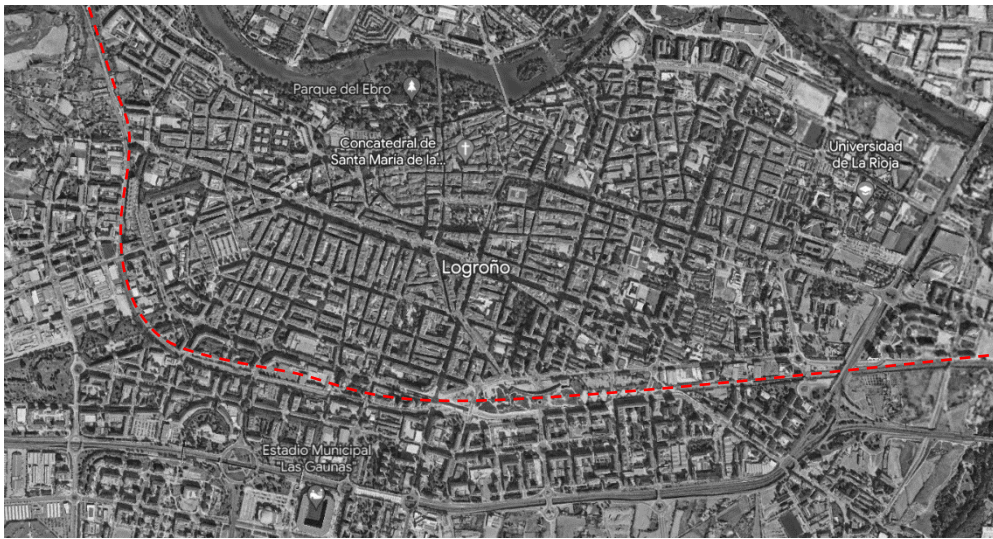 Parque del Ebro
Concatedral de
Santa María de la...
Universidad
de La Rioja
Logroño
Estadio Municipal
Las Gaunas